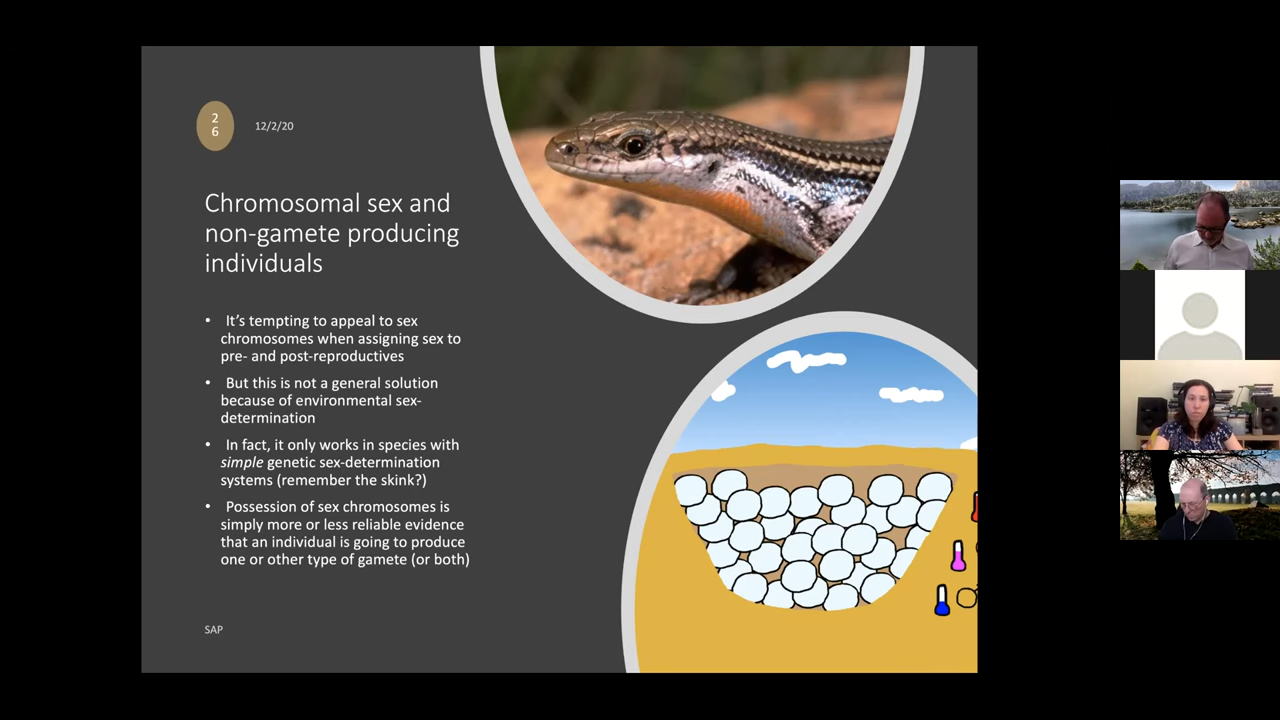 2
6
12/2/20
Chromosomal sex and
non-gamete producing
individuals
• It's tempting to appeal to sex
chromosomes when assigning sex to
pre- and post-reproductives
• But this is not a general solution
because of environmental sex-
determination
• In fact, it only works in species with
simple genetic sex-determination
systems (remember the skink?)
• Possession of sex chromosomes is
simply more or less reliable evidence
that an individual is going to produce
one or other type of gamete (or both)
SAP